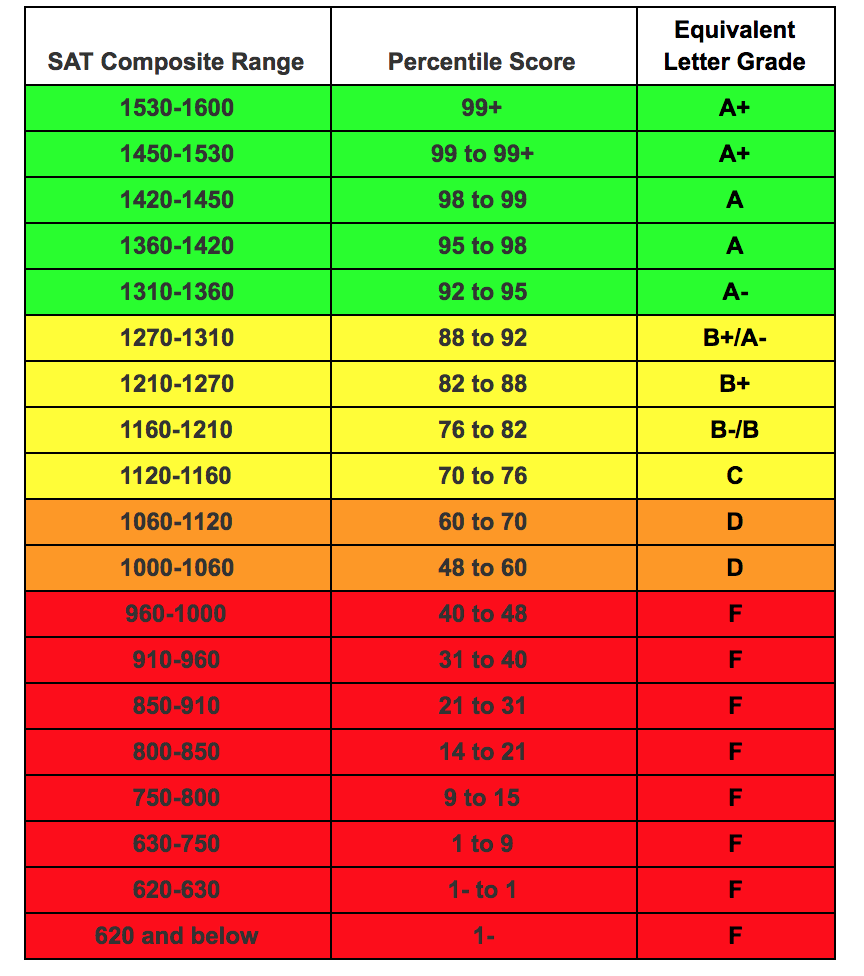 SAT Composite Range Percentile Score Equivalent Letter Grade
1530-1600 99+ A+
1450-1530 99 to 99+ A+
1420-1450 98 to 99 A
1360-1420 95 to 98 A
1310-1360 92 to 95 A-
1270-1310 88 to 92 B+/A-
1210-1270 82 to 88 B+
1160-1210 76 to 82 B-/B
1120-1160 70 to 76 C
1060-1120 60 to 70 D
1000-1060 48 to 60 D
960-1000 40 to 48 F
910-960 31 to 40 F
850-910 21 to 31 F
800-850 14 to 21 F
750-800 9 to 15 F
630-750 1 to 9 F
620-630 1- to 1 F
620 and below 1- F